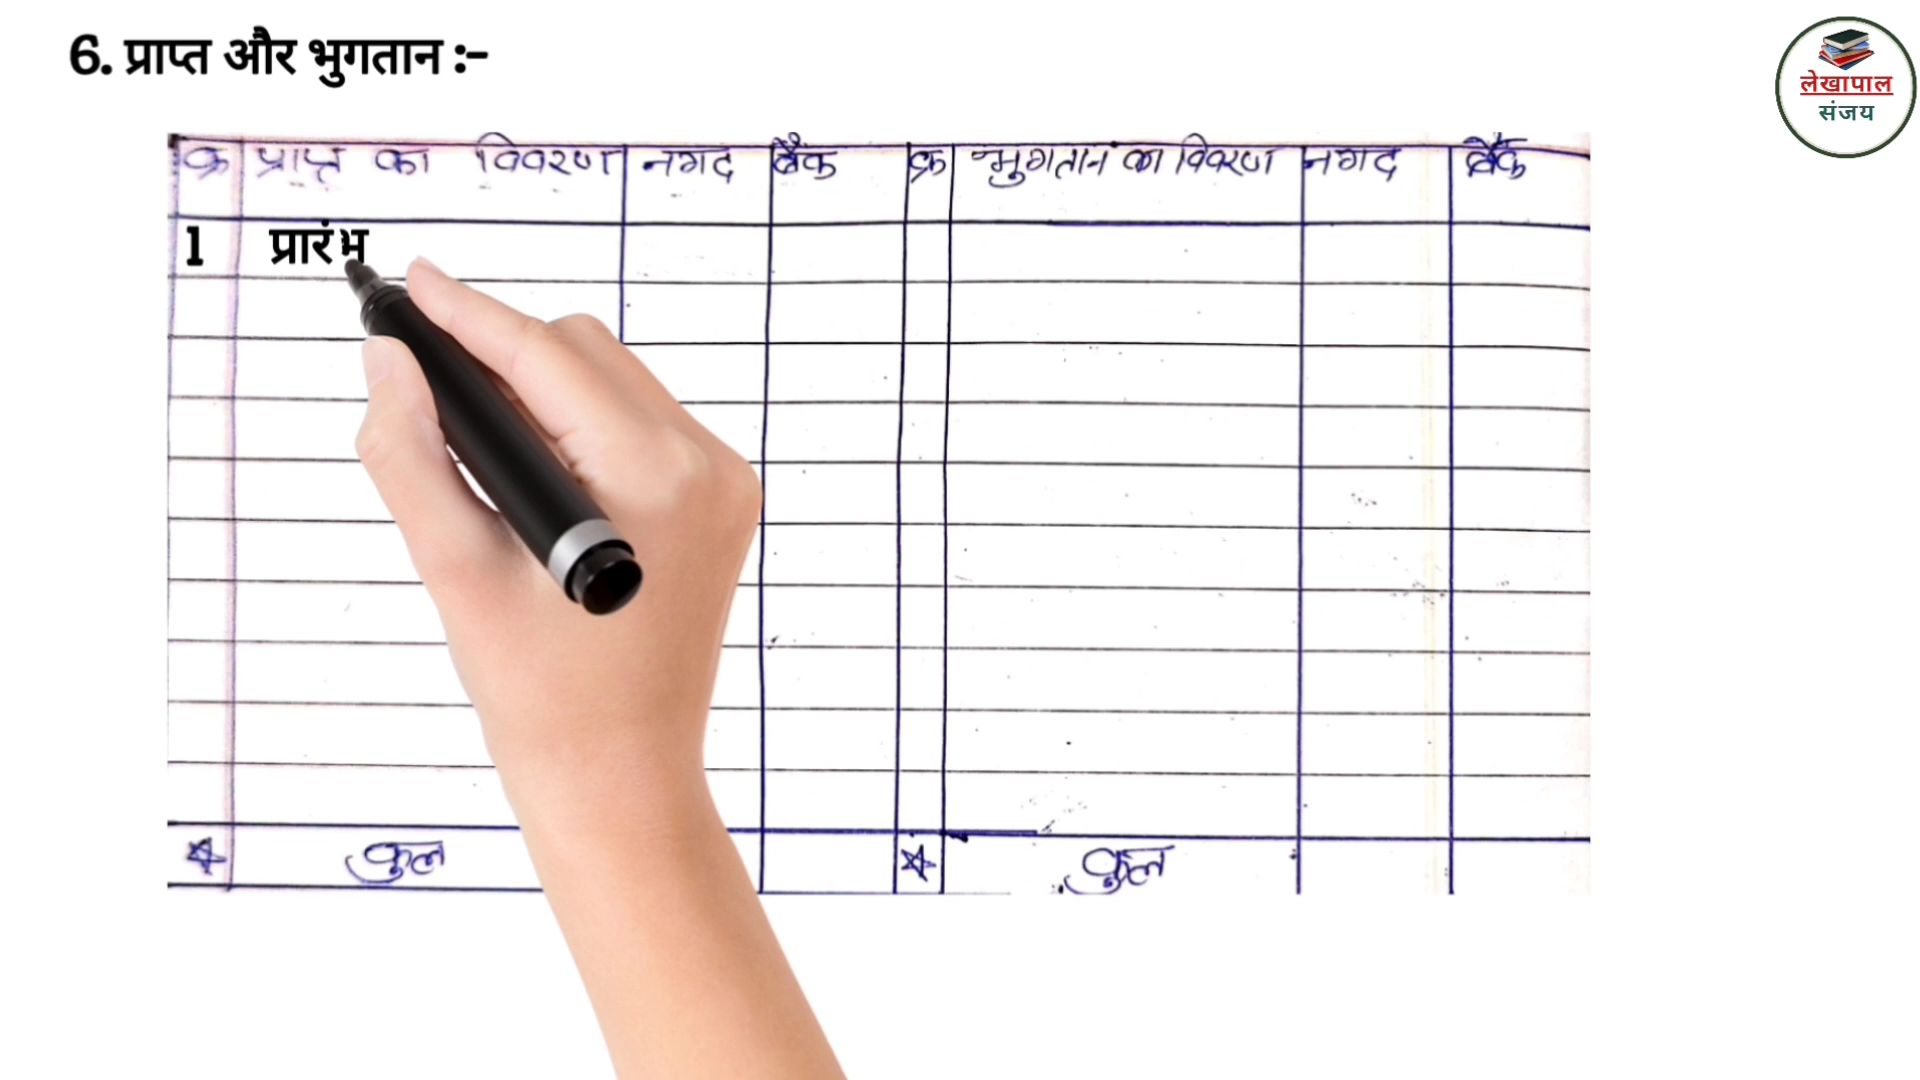 6. प्राप्त और भुगतान :-
लेखापाल
संजय
क्र प्राप्त का विवरण नगद बैंक क्र भुगतान का विवरण नगद बैंक
1 प्रारंभ
कुल कुल